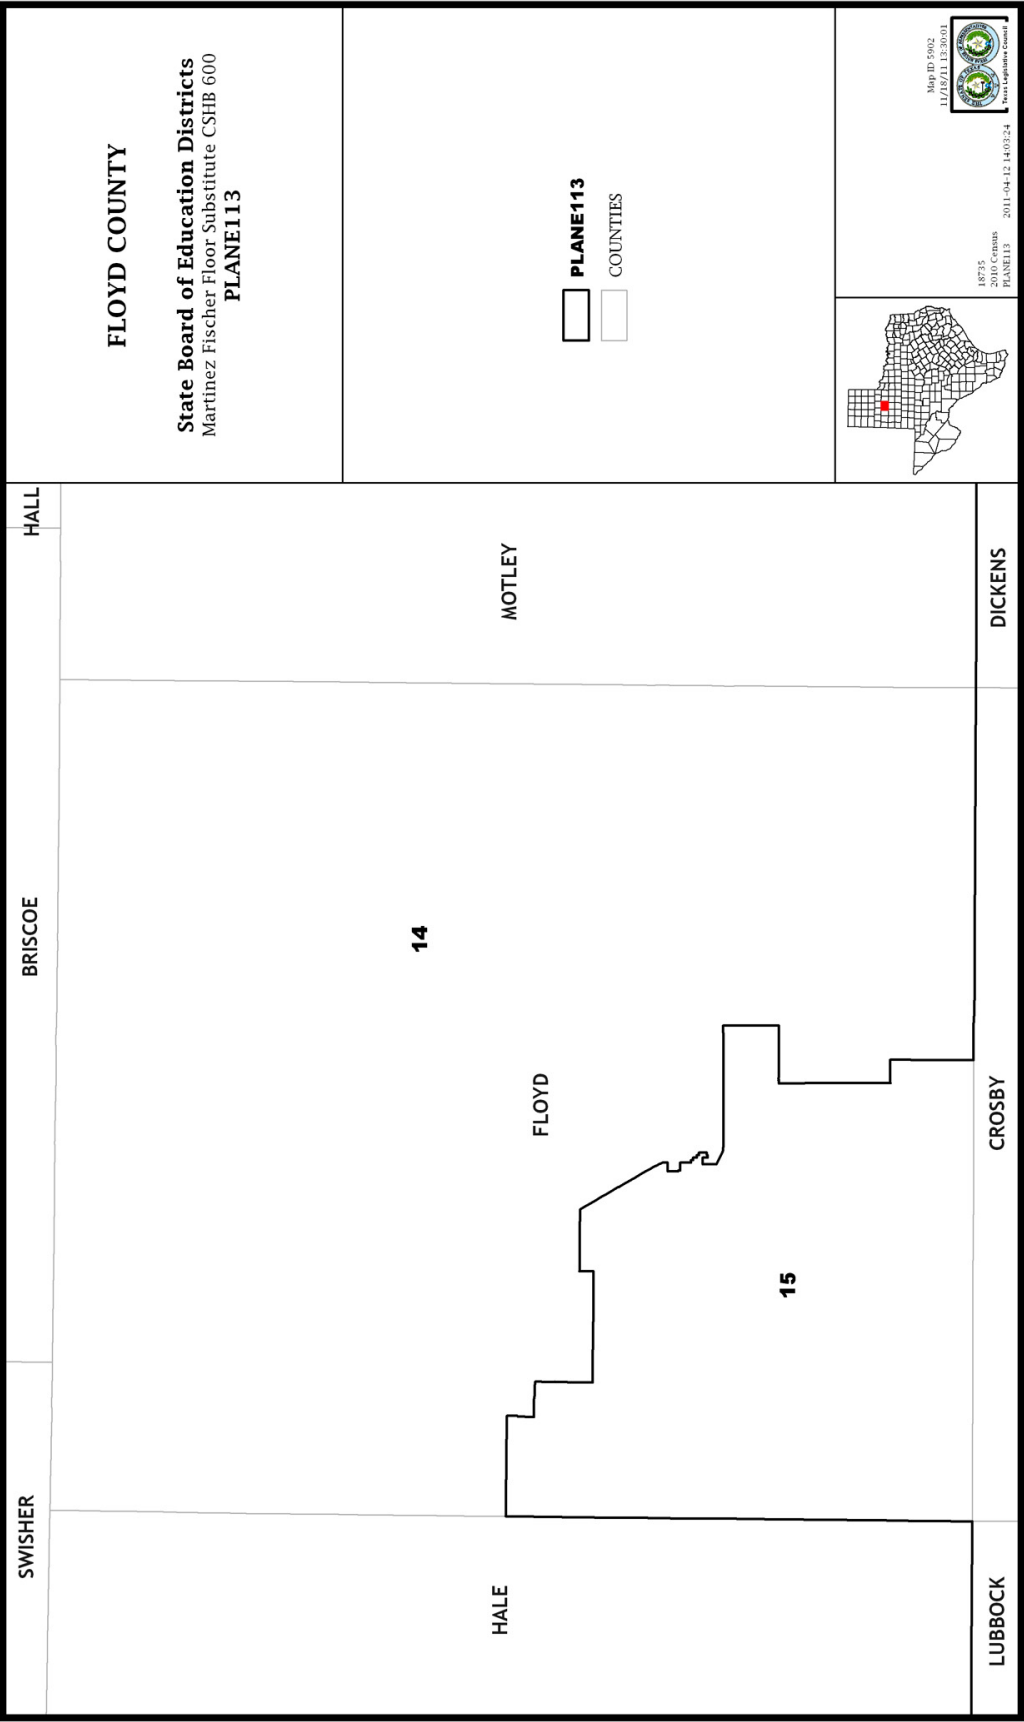 FLOYD COUNTY
State Board of Education Districts
Martinez Fischer Floor Substitute CSHB 600
PLANE113
PLANE113
COUNTIES
Map ID 5902
11/18/11 13:30:01
Texas Legislative Council
18735
2010 Census
PLANE113
2011-04-12 14:03:24
SWISHER
BRISCOE
HALL
HALE
FLOYD
14
MOTLEY
15
LUBBOCK
CROSBY
DICKENS